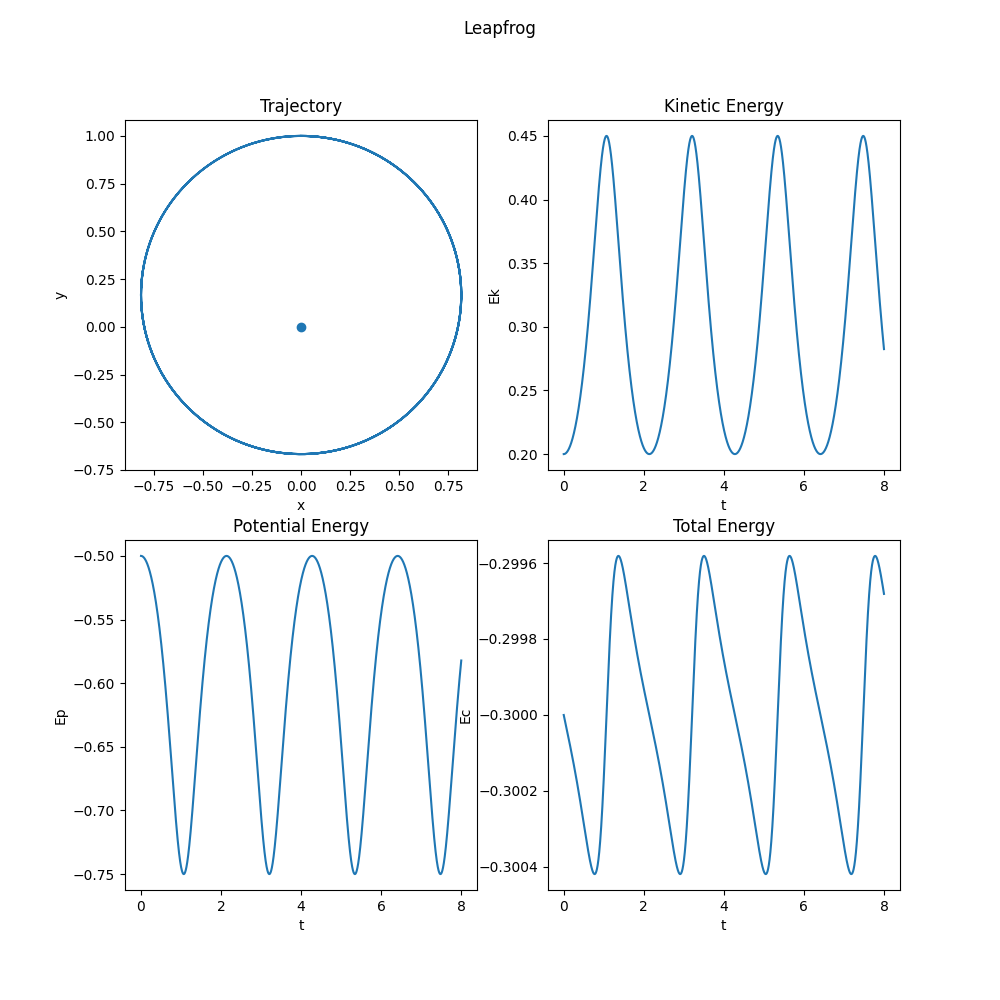 Leapfrog
Trajectory
1.00
0.75
0.50
0.25
0.00
−0.25
−0.50
−0.75
y
−0.75 −0.50 −0.25 0.00 0.25 0.50 0.75
x
Kinetic Energy
0.45
0.40
0.35
0.30
0.25
0.20
Ek
0 2 4 6 8
t
Potential Energy
−0.50
−0.55
−0.60
−0.65
−0.70
−0.75
Ep
0 2 4 6 8
t
Total Energy
−0.2996
−0.2998
−0.3000
−0.3002
−0.3004
Ec
0 2 4 6 8
t